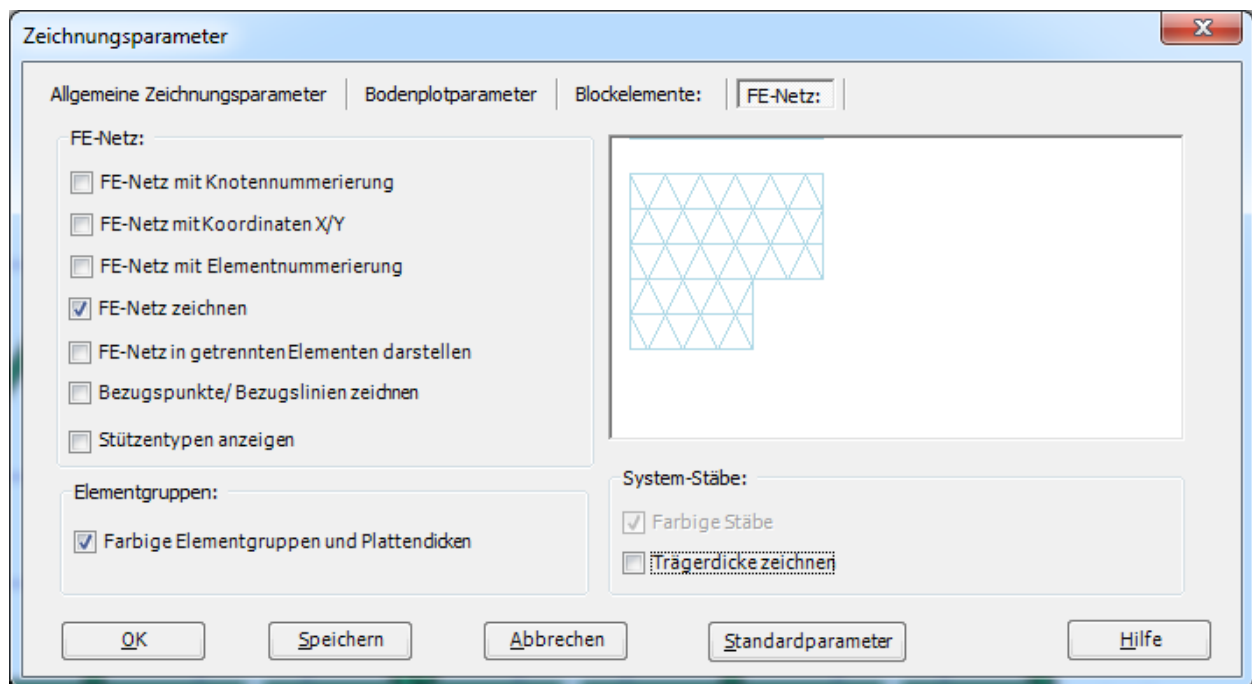 Zeichnungsparameter
Allgemeine Zeichnungsparameter
Bodenplotparameter
Blockelemente:
FE-Netz:
FE-Netz:
FE-Netz mit Knotennummerierung
FE-Netz mit Koordinaten X/Y
FE-Netz mit Elementnummerierung
FE-Netz zeichnen
FE-Netz in getrennten Elementen darstellen
Bezugspunkte/ Bezugslinien zeichnen
Stützentypen anzeigen
Elementgruppen:
Farbige Elementgruppen und Plattendicken
System-Stäbe:
Farbige Stäbe
Trägerdicke zeichnen
OK
Speichern
Abbrechen
Standardparameter
Hilfe